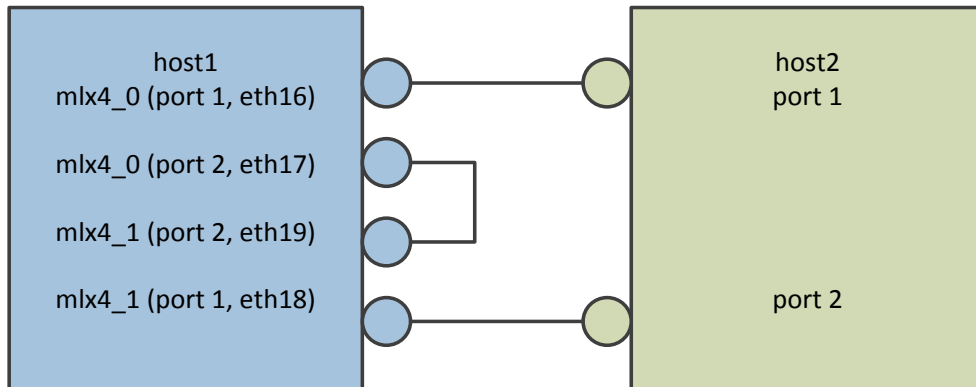 host1
mlx4_0 (port 1, eth16)
mlx4_0 (port 2, eth17)
mlx4_1 (port 2, eth19)
mlx4_1 (port 1, eth18)
host2
port 1
port 2